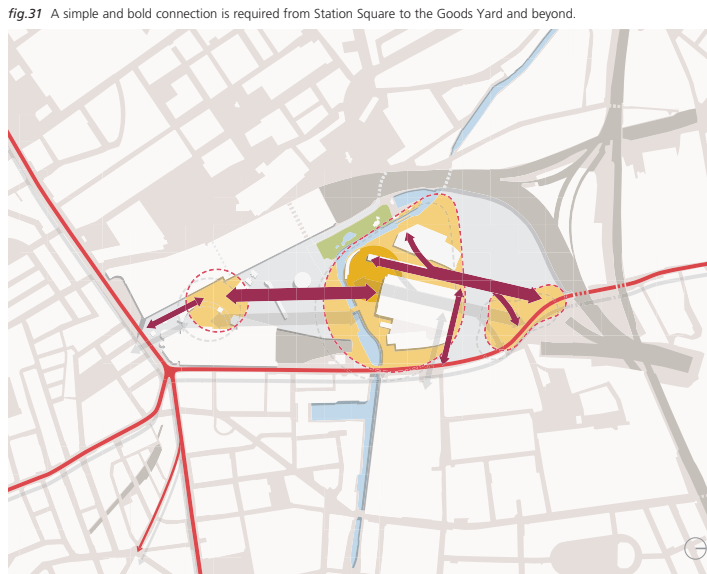 fig.31 A simple and bold connection is required from Station Square to the Goods Yard and beyond.